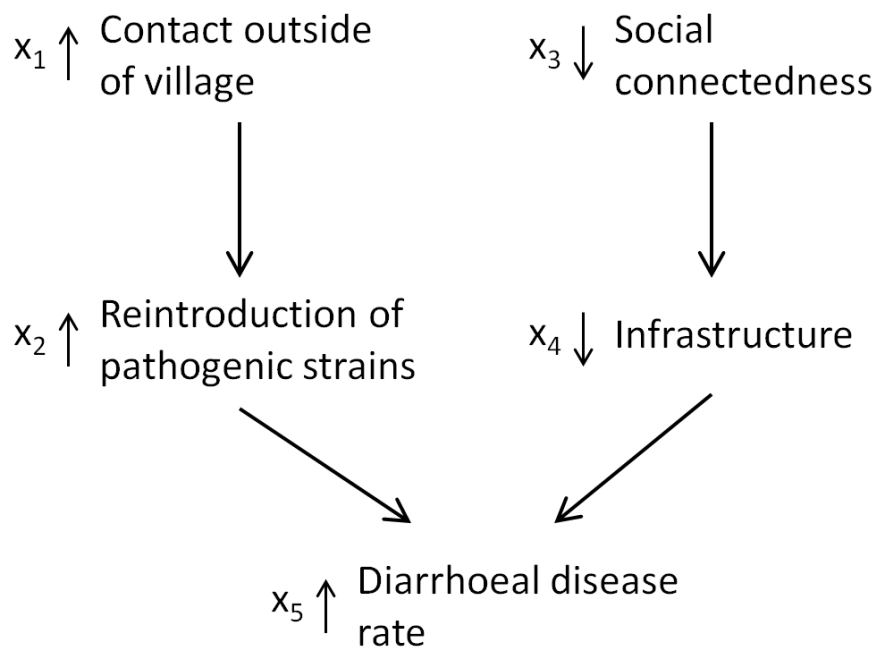 x₁ ↑ Contact outside
of village
x₃ ↓ Social
connectedness
x₂ ↑ Reintroduction of
pathogenic strains
x₄ ↓ Infrastructure
x₅ ↑ Diarrhoeal disease
rate